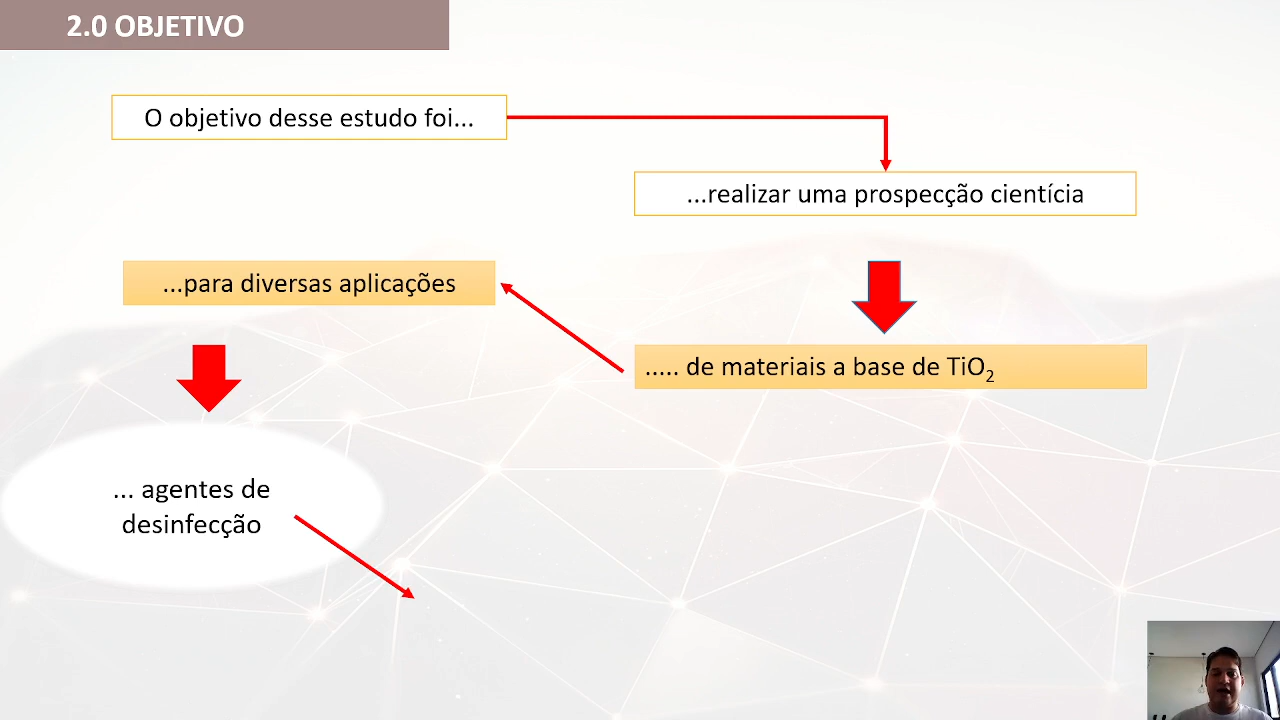 2.0 OBJETIVO
O objetivo desse estudo foi...
...realizar uma prospecção cientícia
...para diversas aplicações
..... de materiais a base de TiO₂
... agentes de
desinfecção